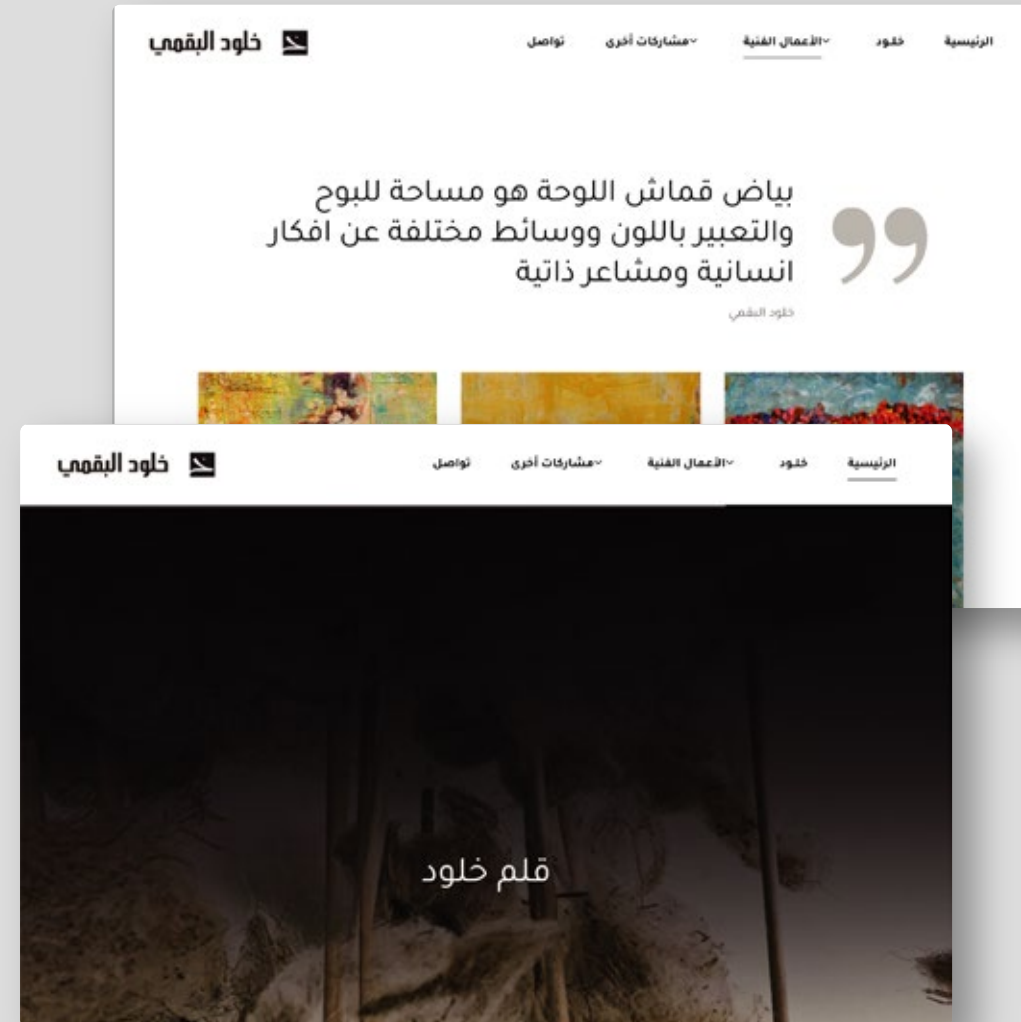 الرئيسية
خلود
الأعمال الفنية
مشاركات أخرى
تواصل
خلود البقمي
بياض قماش اللوحة هو مساحة للبوح
والتعبير باللون ووسائط مختلفة عن افكار
انسانية ومشاعر ذاتية
خلود البقمي
الرئيسية
خلود
الأعمال الفنية
مشاركات أخرى
تواصل
خلود البقمي
قلم خلود